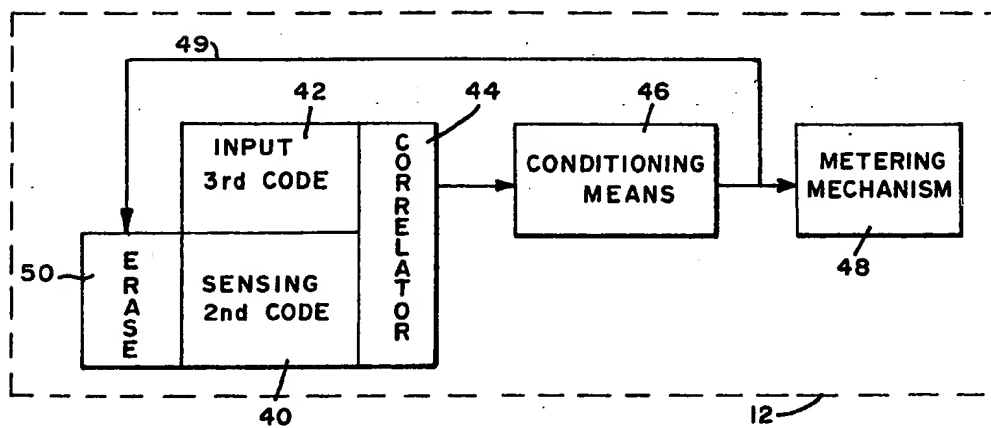 49
42
44
46
INPUT
3rd CODE
CORRELATOR
CONDITIONING
MEANS
METERING
MECHANISM
48
50
ERASE
SENSING
2nd CODE
40
12